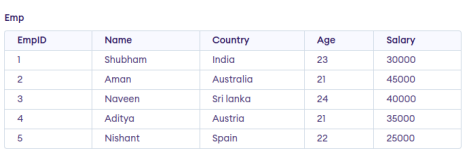 Emp
EmpID Name Country Age Salary
1 Shubham India 23 30000
2 Aman Australia 21 45000
3 Naveen Sri lanka 24 40000
4 Aditya Austria 21 35000
5 Nishant Spain 22 25000